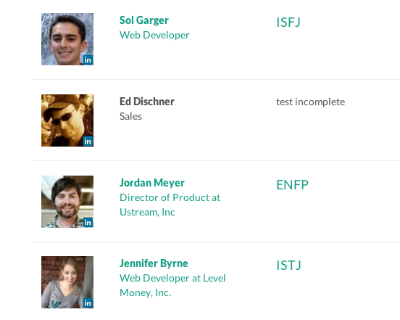 Sol Garger
ISFJ
Web Developer
in
Ed Dischner
test incomplete
Sales
in
Jordan Meyer
ENFP
Director of Product at
Ustream, Inc
in
Jennifer Byrne
ISTJ
Web Developer at Level
Money, Inc.
in